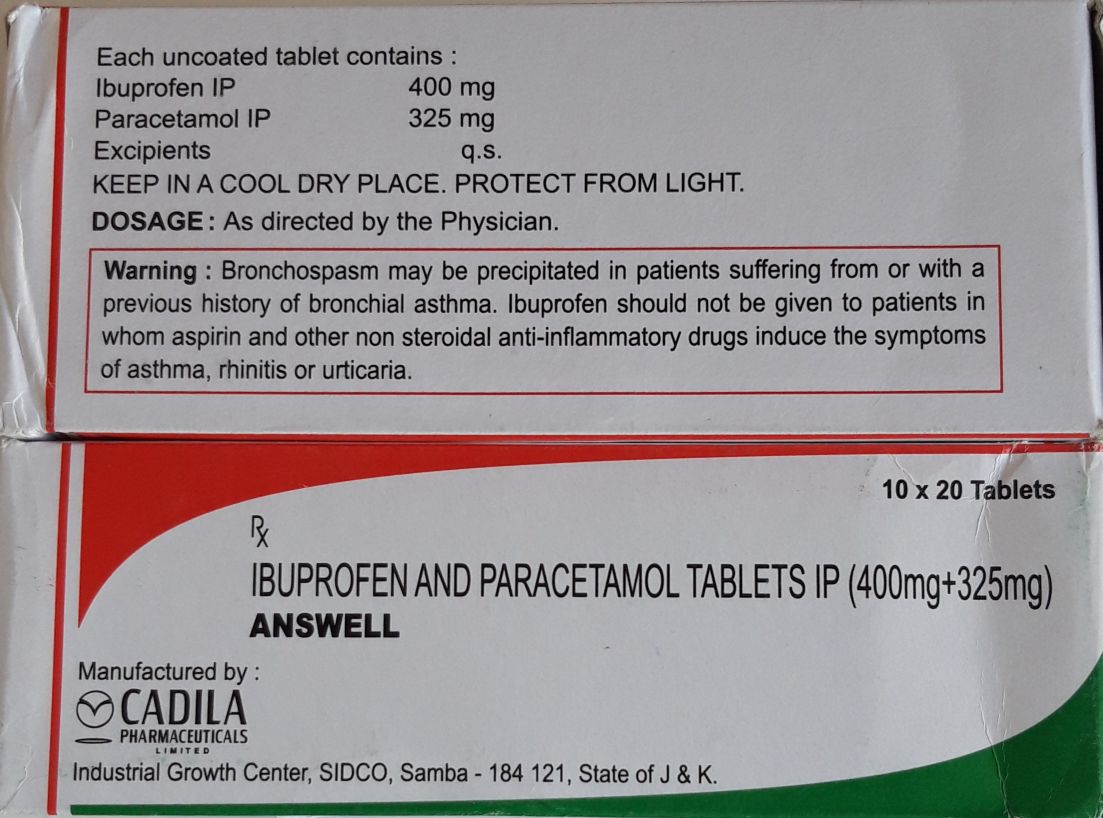 Each uncoated tablet contains :
Ibuprofen IP 400 mg
Paracetamol IP 325 mg
Excipients q.s.
KEEP IN A COOL DRY PLACE. PROTECT FROM LIGHT.
DOSAGE : As directed by the Physician.
Warning : Bronchospasm may be precipitated in patients suffering from or with a
previous history of bronchial asthma. Ibuprofen should not be given to patients in
whom aspirin and other non steroidal anti-inflammatory drugs induce the symptoms
of asthma, rhinitis or urticaria.
10 x 20 Tablets
Rx
IBUPROFEN AND PARACETAMOL TABLETS IP (400mg+325mg)
ANSWELL
Manufactured by :
CADILA
PHARMACEUTICALS
LIMITED
Industrial Growth Center, SIDCO, Samba - 184 121, State of J & K.